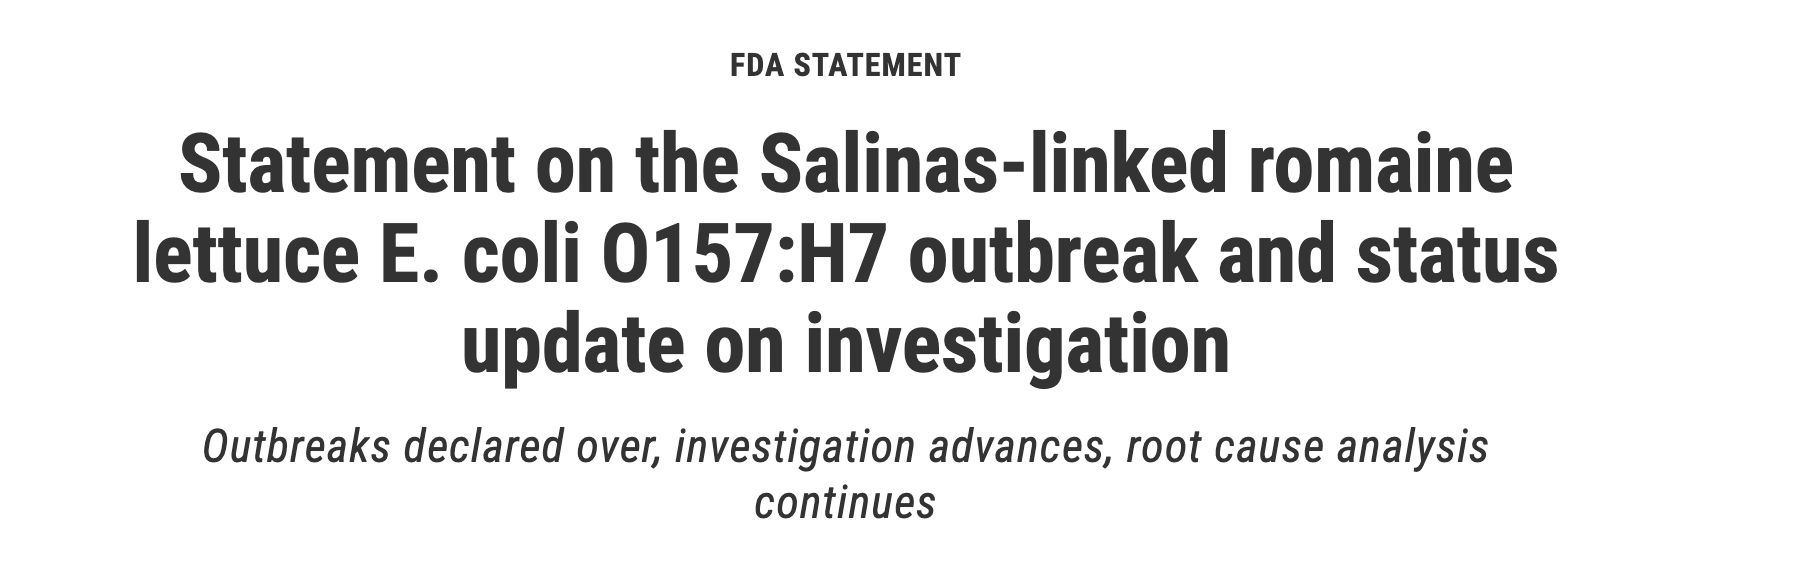 FDA STATEMENT
Statement on the Salinas-linked romaine
lettuce E. coli O157:H7 outbreak and status
update on investigation
Outbreaks declared over, investigation advances, root cause analysis
continues